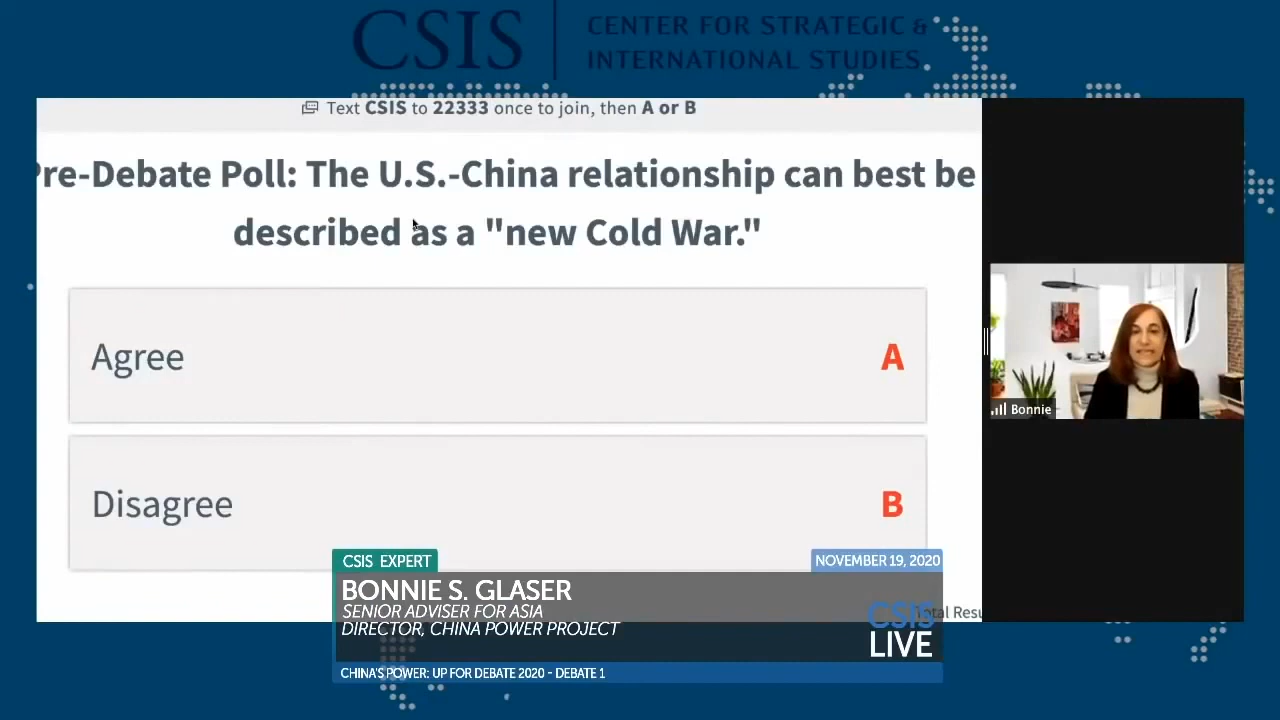 CSIS
CENTER FOR STRATEGIC &
INTERNATIONAL STUDIES
Text CSIS to 22333 once to join, then A or B
Pre-Debate Poll: The U.S.-China relationship can best be
described as a "new Cold War."
Agree A
Disagree B
Bonnie
CSIS EXPERT
NOVEMBER 19, 2020
BONNIE S. GLASER
SENIOR ADVISER FOR ASIA
DIRECTOR, CHINA POWER PROJECT
CSIS
LIVE
CHINA'S POWER: UP FOR DEBATE 2020 - DEBATE 1